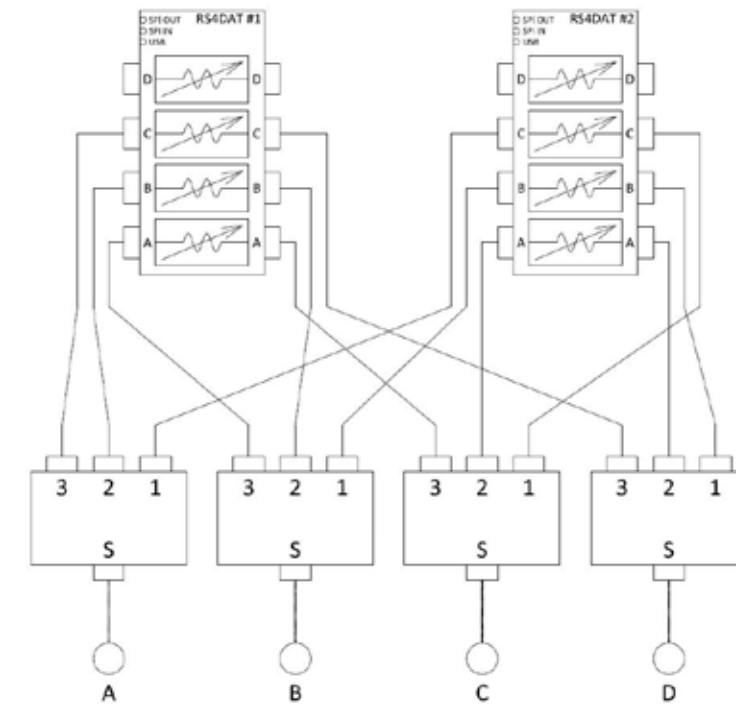 SPI OUT RS4DAT #1 SPI OUT RS4DAT #2
SPI IN SPI IN
USB USB
D D D D
C C C C
B B B B
A A A A
3 2 1 3 2 1 3 2 1 3 2 1
S S S S
A B C D